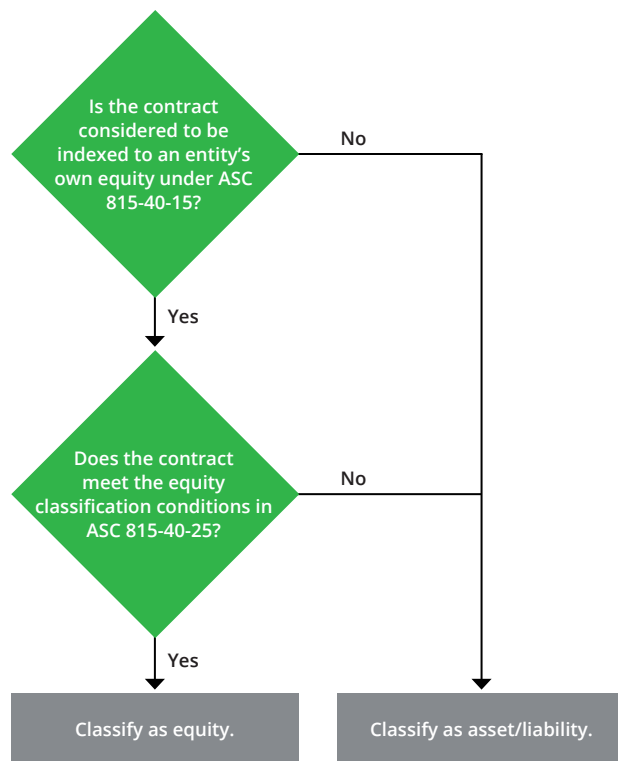 Is the contract
considered to be
indexed to an entity’s
own equity under ASC
815-40-15?
No
Yes
Does the contract
meet the equity
classification conditions in
ASC 815-40-25?
No
Yes
Classify as equity.
Classify as asset/liability.